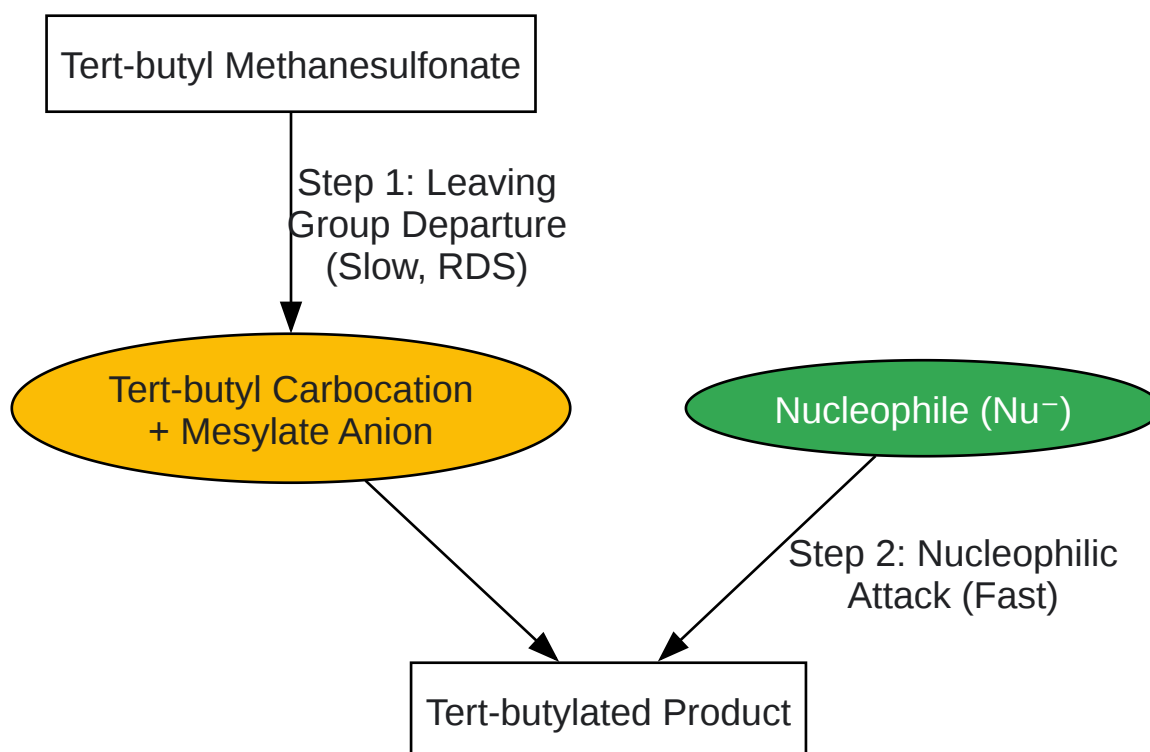 Tert-butyl Methanesulfonate
Step 1: Leaving
Group Departure
(Slow, RDS)
Tert-butyl Carbocation
+ Mesylate Anion
Nucleophile (Nu⁻)
Step 2: Nucleophilic
Attack (Fast)
Tert-butylated Product